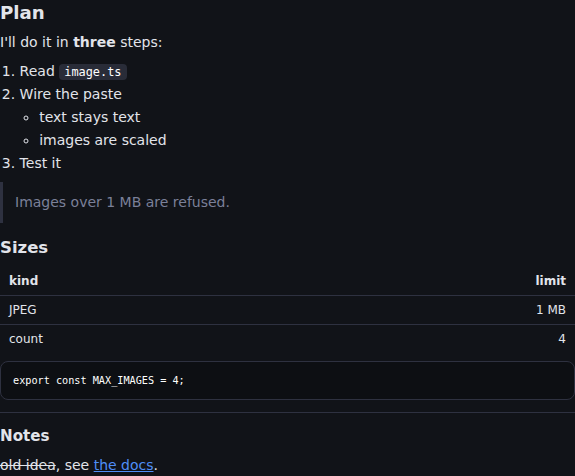 Plan
I'll do it in three steps:
1. Read image.ts
2. Wire the paste
text stays text
images are scaled
3. Test it
Images over 1 MB are refused.
Sizes
kind limit
JPEG 1 MB
count 4
export const MAX_IMAGES = 4;
Notes
old idea, see the docs.